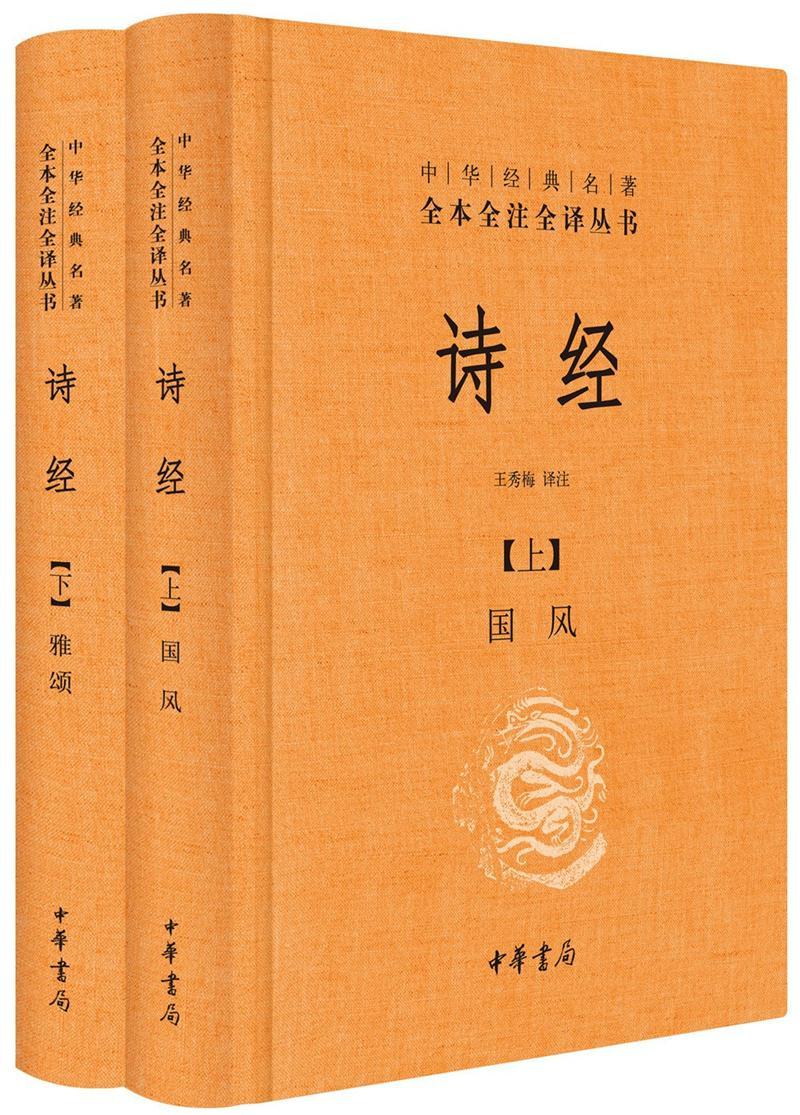 中华经典名著
全本全注全译丛书
诗经
王秀梅 译注
【上】
国风
中華書局
中华经典名著
全本全注全译丛书
诗经
【上】国风
中華書局
中华经典名著
全本全注全译丛书
诗经
【下】雅颂
中華書局